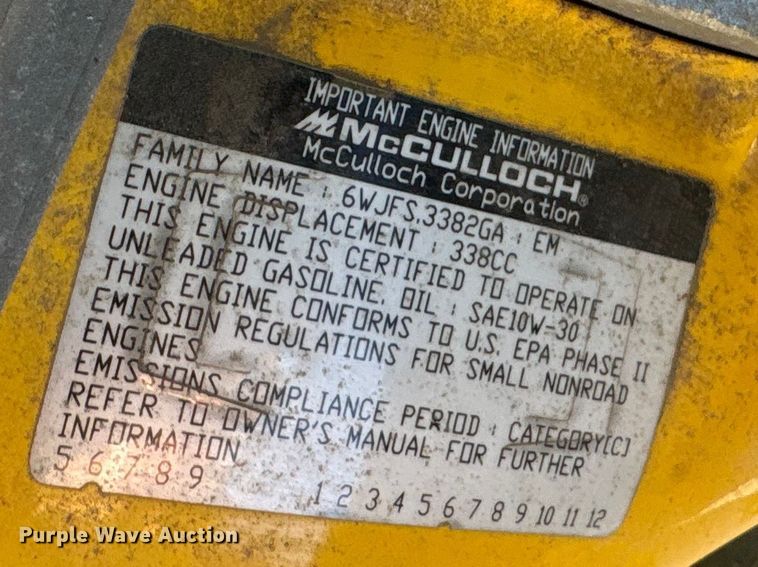 IMPORTANT ENGINE INFORMATION
McCULLOCH®
McCulloch Corporation
FAMILY NAME : 6WJFS.3382GA : EM
ENGINE DISPLACEMENT : 338CC
THIS ENGINE IS CERTIFIED TO OPERATE ON
UNLEADED GASOLINE. OIL : SAE10W-30
THIS ENGINE CONFORMS TO U.S. EPA PHASE II
EMISSION REGULATIONS FOR SMALL NONROAD
ENGINES
EMISSIONS COMPLIANCE PERIOD : CATEGORY[C]
REFER TO OWNER'S MANUAL FOR FURTHER
INFORMATION
5 6 7 8 9 1 2 3 4 5 6 7 8 9 10 11 12
Purple Wave Auction